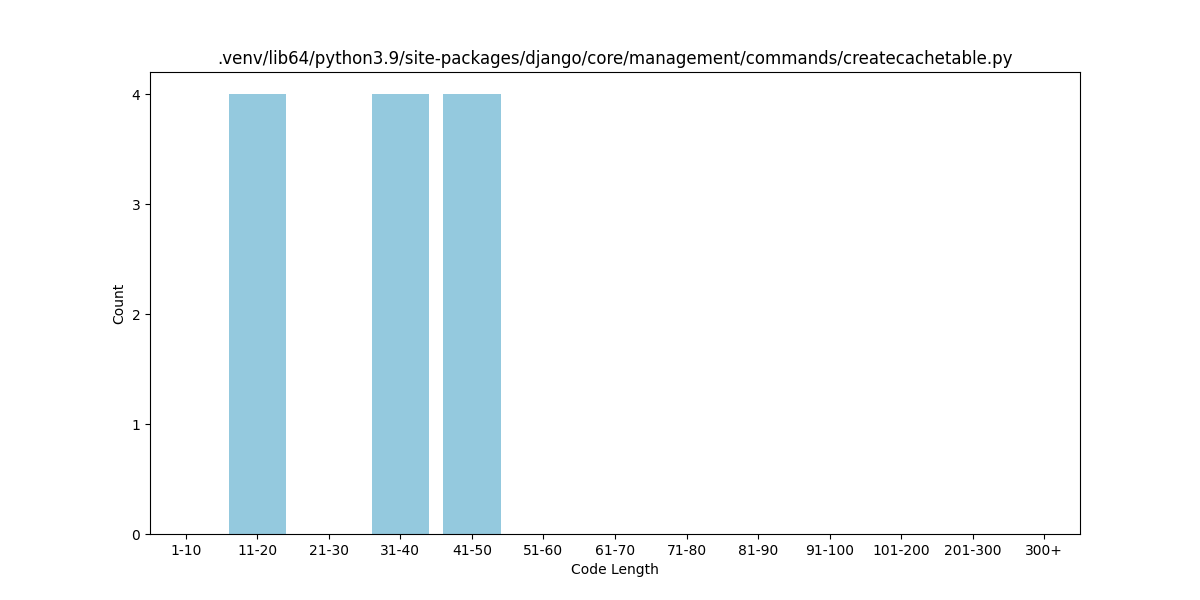 .venv/lib64/python3.9/site-packages/django/core/management/commands/createcachetable.py
4
3
2
1
0
Count
1-10 11-20 21-30 31-40 41-50 51-60 61-70 71-80 81-90 91-100 101-200 201-300 300+
Code Length